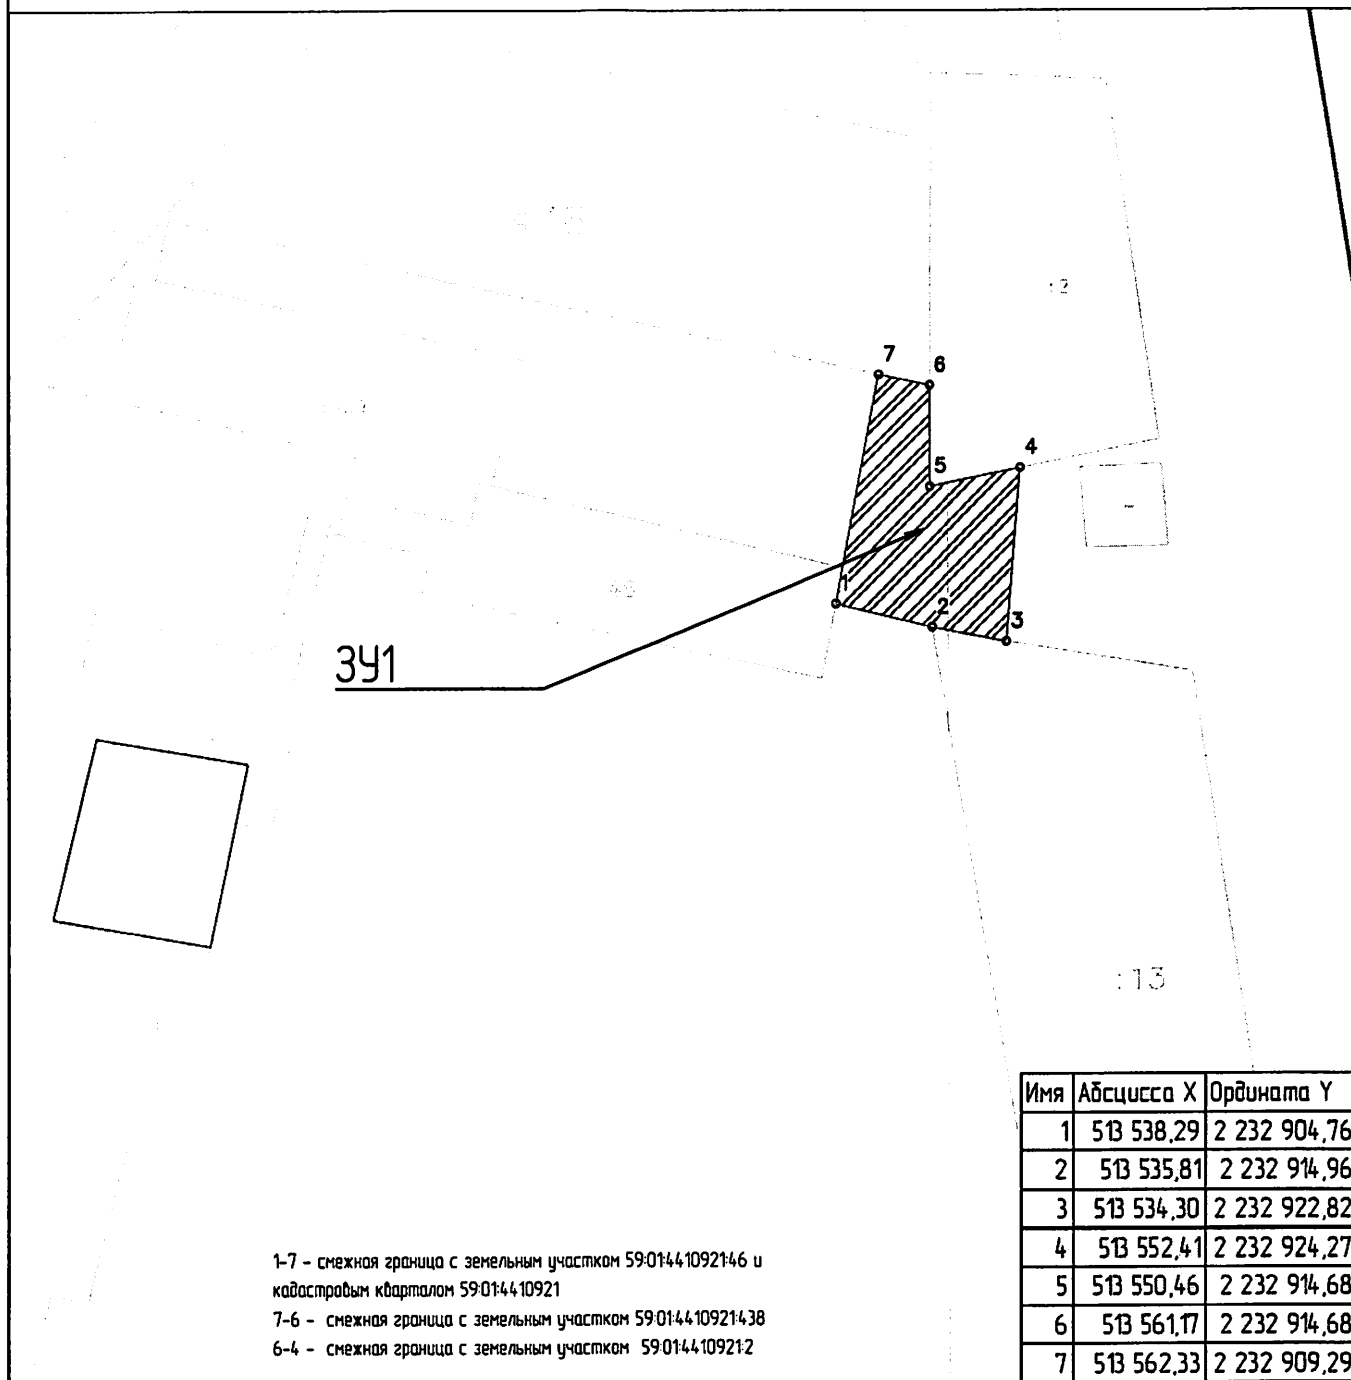 :2
7
6
4
5
1
46
2
3
ЗУ1
:13
Имя Абсцисса X Ордината Y
1 513 538,29 2 232 904,76
2 513 535,81 2 232 914,96
3 513 534,30 2 232 922,82
4 513 552,41 2 232 924,27
5 513 550,46 2 232 914,68
6 513 561,17 2 232 914,68
7 513 562,33 2 232 909,29
1-7 - смежная граница с земельным участком 59:01:4410921:46 и
кадастровым кварталом 59:01:4410921
7-6 - смежная граница с земельным участком 59:01:4410921:438
6-4 - смежная граница с земельным участком 59:01:4410921:2